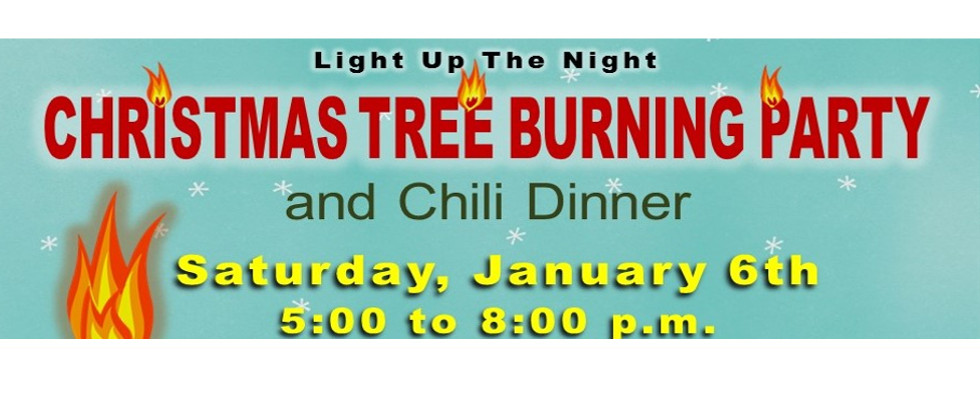 Light Up The Night
CHRISTMAS TREE BURNING PARTY
and Chili Dinner
Saturday, January 6th
5:00 to 8:00 p.m.